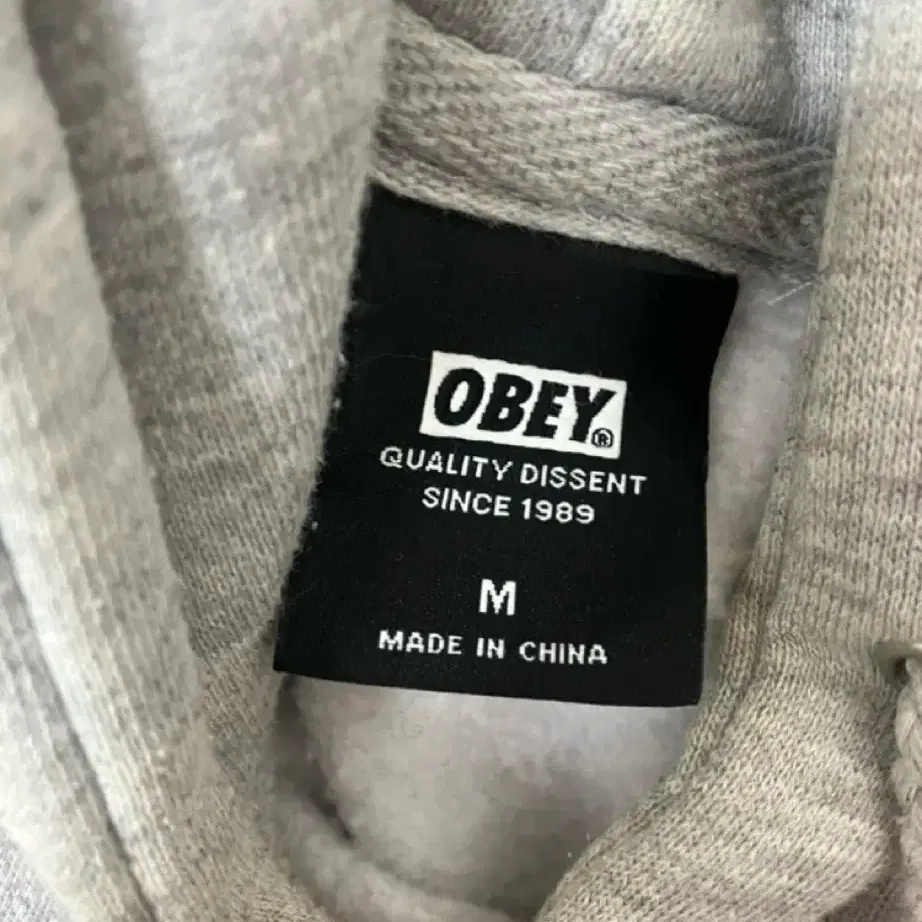 OBEY®
QUALITY DISSENT
SINCE 1989
M
MADE IN CHINA